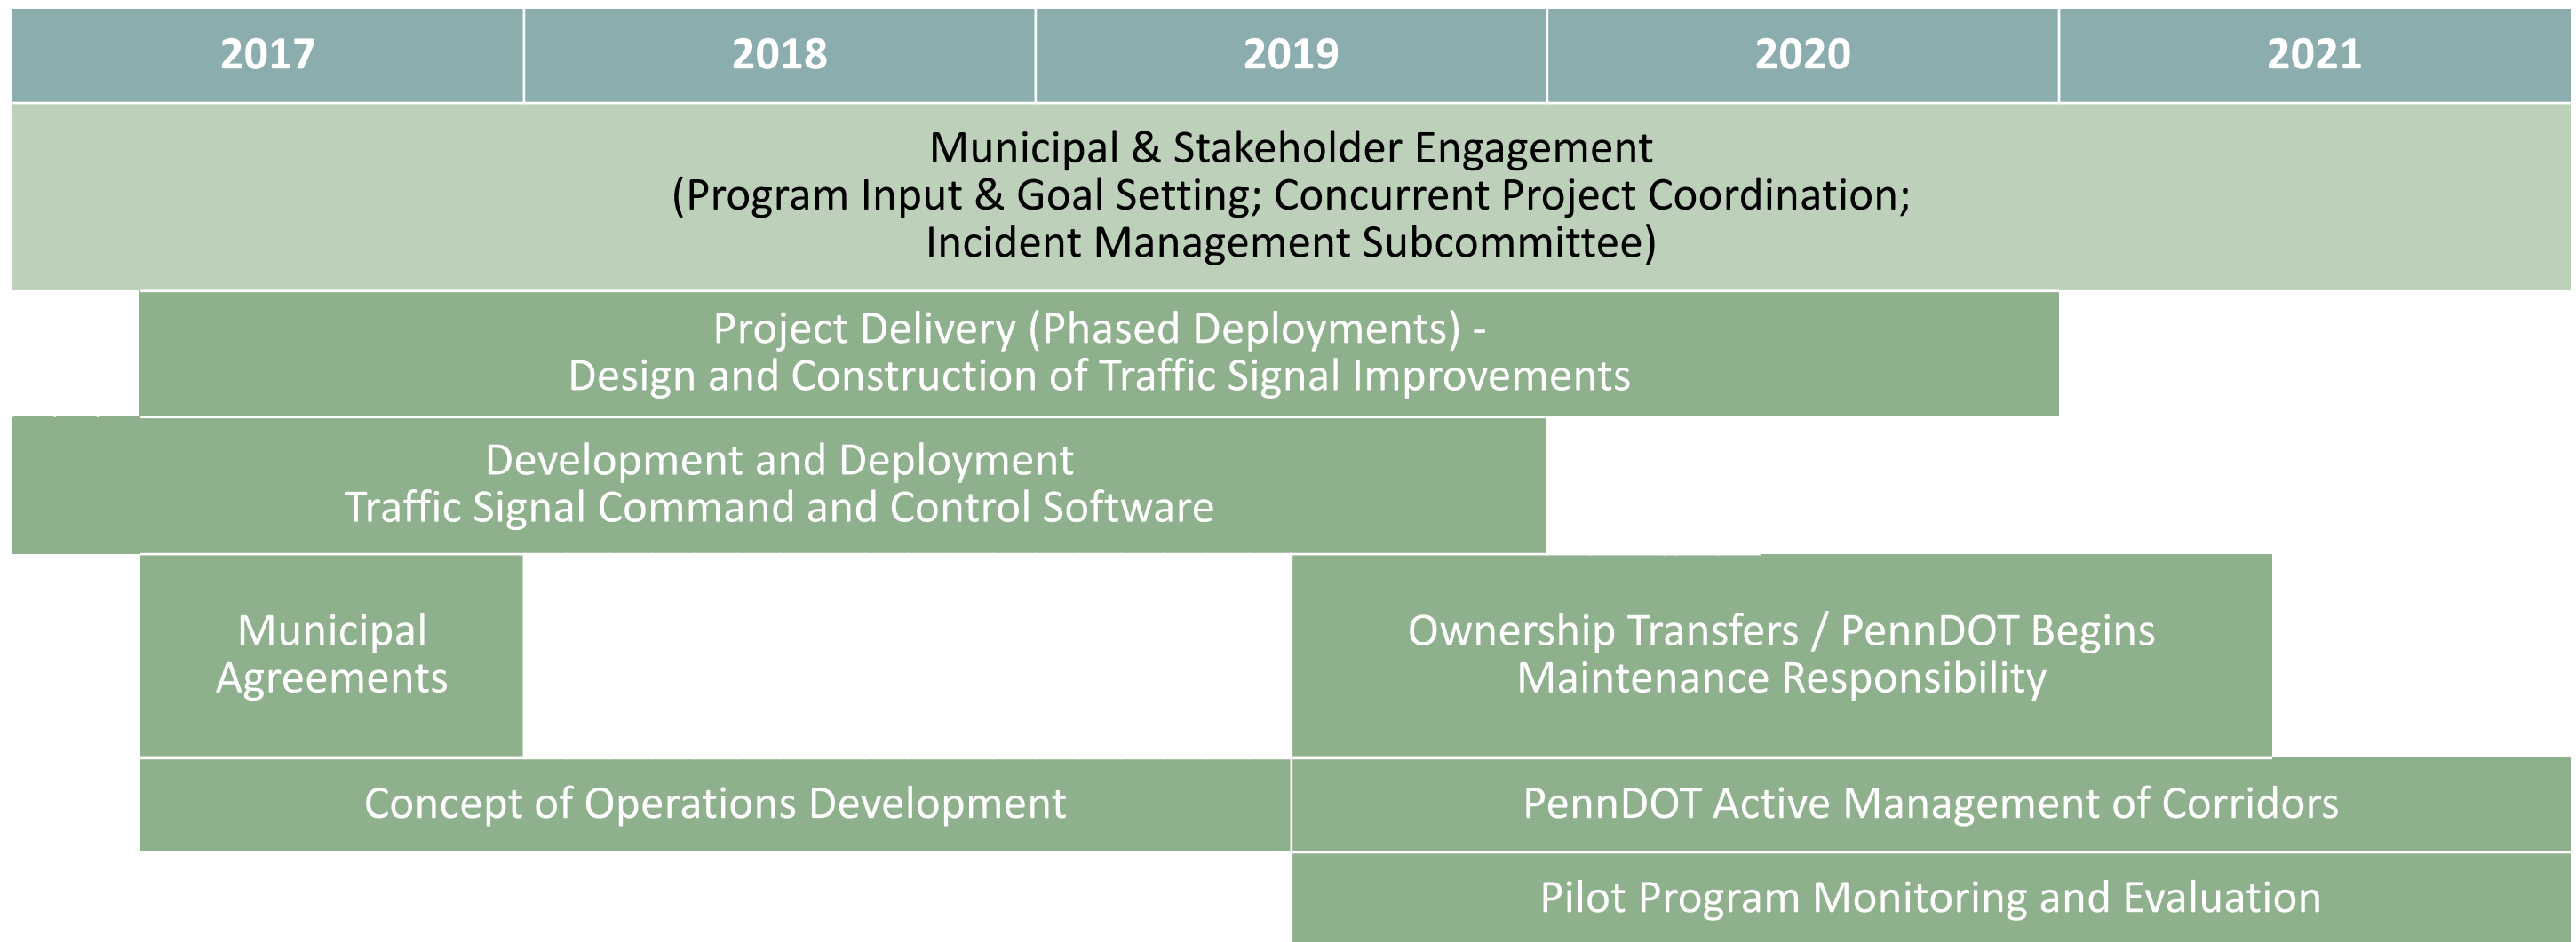 2017
2018
2019
2020
2021
Municipal & Stakeholder Engagement
(Program Input & Goal Setting; Concurrent Project Coordination;
Incident Management Subcommittee)
Project Delivery (Phased Deployments) -
Design and Construction of Traffic Signal Improvements
Development and Deployment
Traffic Signal Command and Control Software
Municipal
Agreements
Ownership Transfers / PennDOT Begins
Maintenance Responsibility
Concept of Operations Development
PennDOT Active Management of Corridors
Pilot Program Monitoring and Evaluation